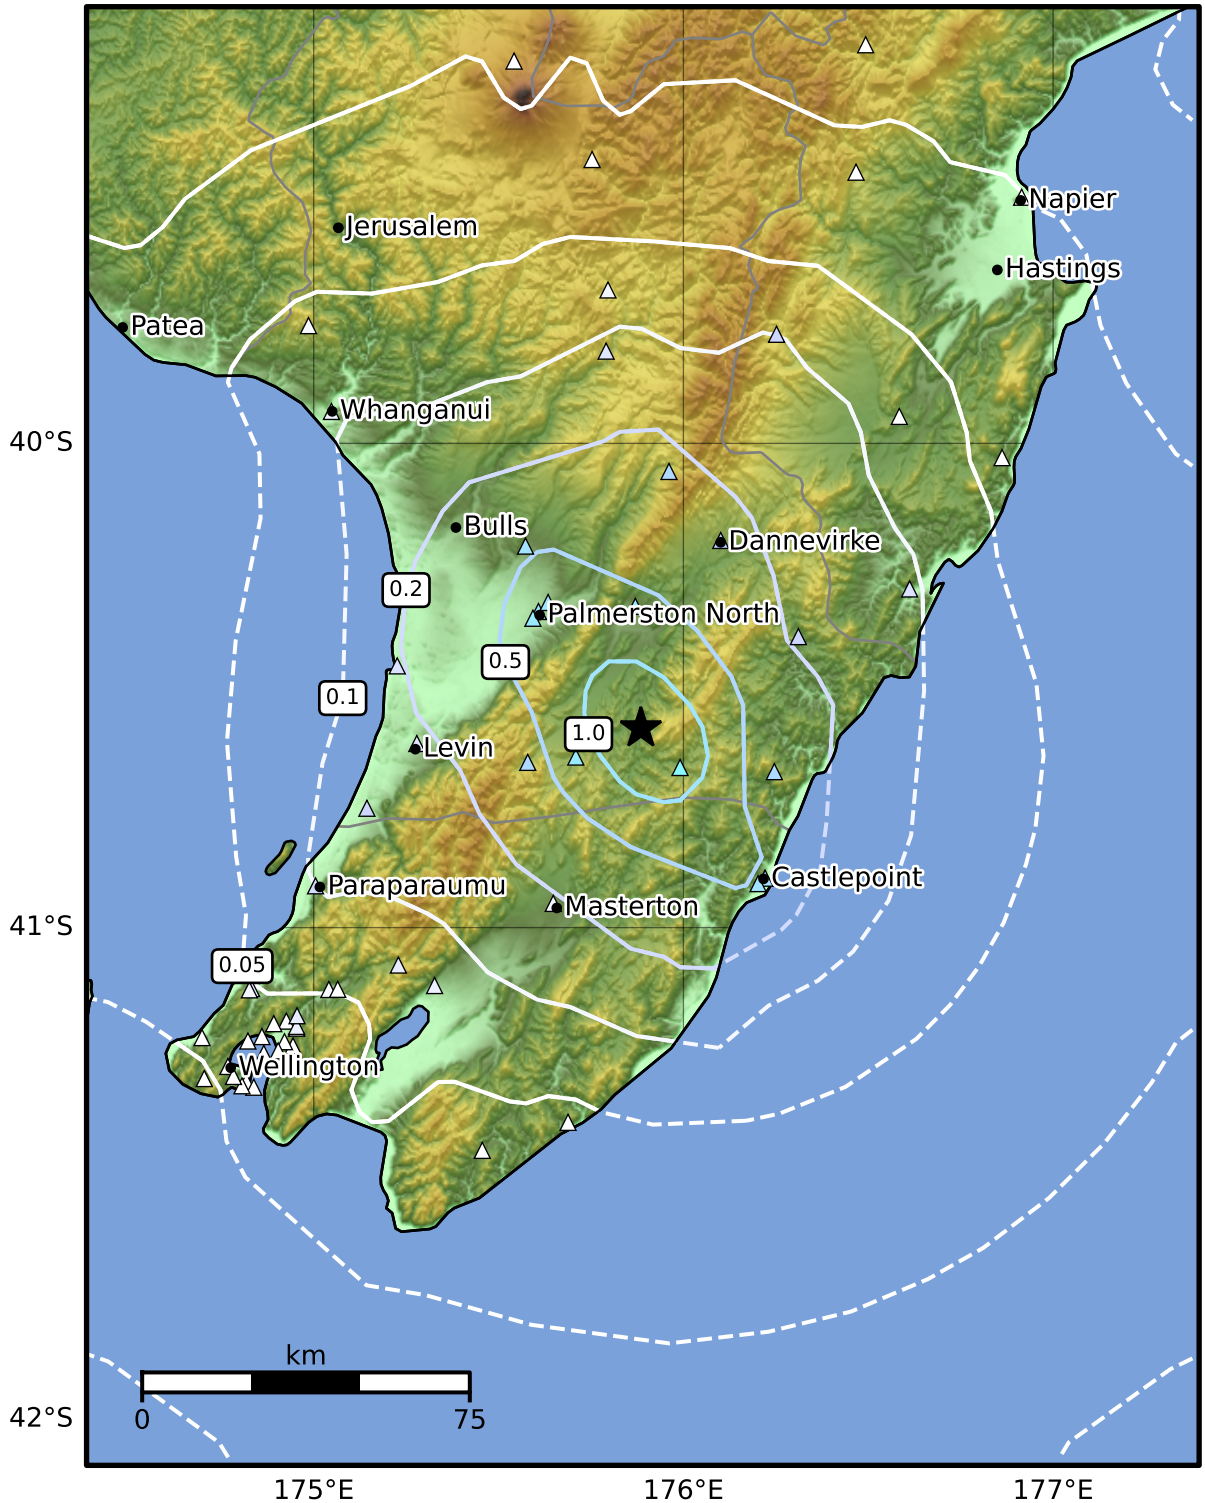 Napier
Jerusalem
Hastings
Patea
Whanganui
40°S
Bulls
Dannevirke
0.2
Palmerston North
0.5
0.1
1.0
Levin
Castlepoint
Paraparaumu
Masterton
41°S
0.05
Wellington
km
0
75
42°S
175°E
176°E
177°E